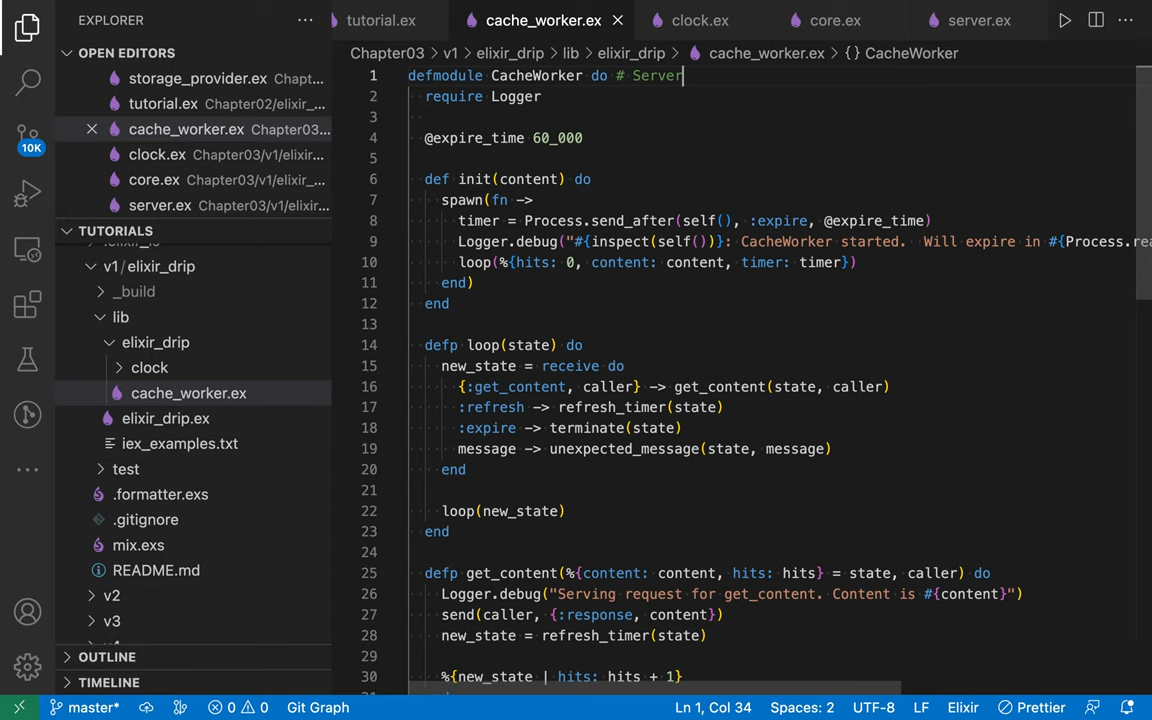 EXPLORER
tutorial.ex
cache_worker.ex
clock.ex
core.ex
server.ex
OPEN EDITORS
storage_provider.ex Chapt...
tutorial.ex Chapter02/elixir_...
cache_worker.ex Chapter03...
clock.ex Chapter03/v1/elixir...
core.ex Chapter03/v1/elixir_...
server.ex Chapter03/v1/elixir...
10K
TUTORIALS
v1/elixir_drip
_build
lib
elixir_drip
clock
cache_worker.ex
elixir_drip.ex
iex_examples.txt
test
.formatter.exs
.gitignore
mix.exs
README.md
v2
v3
OUTLINE
TIMELINE
Chapter03 > v1 > elixir_drip > lib > elixir_drip > cache_worker.ex > {} CacheWorker
1 defmodule CacheWorker do # Server
2 require Logger
3
4 @expire_time 60_000
5
6 def init(content) do
7 spawn(fn ->
8 timer = Process.send_after(self(), :expire, @expire_time)
9 Logger.debug("#{inspect(self())}: CacheWorker started. Will expire in #{Process.rea
10 loop(%{hits: 0, content: content, timer: timer})
11 end)
12 end
13
14 defp loop(state) do
15 new_state = receive do
16 {:get_content, caller} -> get_content(state, caller)
17 :refresh -> refresh_timer(state)
18 :expire -> terminate(state)
19 message -> unexpected_message(state, message)
20 end
21
22 loop(new_state)
23 end
24
25 defp get_content(%{content: content, hits: hits} = state, caller) do
26 Logger.debug("Serving request for get_content. Content is #{content}")
27 send(caller, {:response, content})
28 new_state = refresh_timer(state)
29
30 %{new_state | hits: hits + 1}
master* 0 0 Git Graph Ln 1, Col 34 Spaces: 2 UTF-8 LF Elixir Prettier